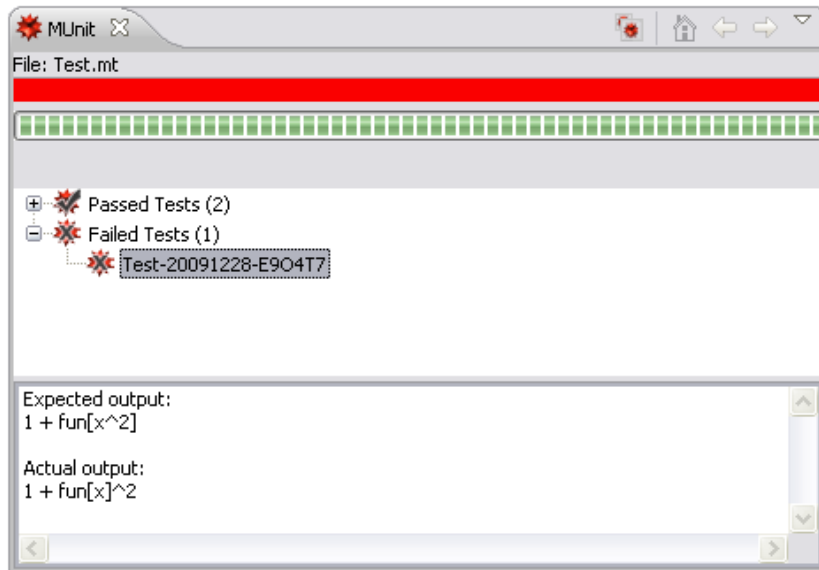 MUnit
File: Test.mt
Passed Tests (2)
Failed Tests (1)
Test-20091228-E9O4T7
Expected output:
1 + fun[x^2]
Actual output:
1 + fun[x]^2